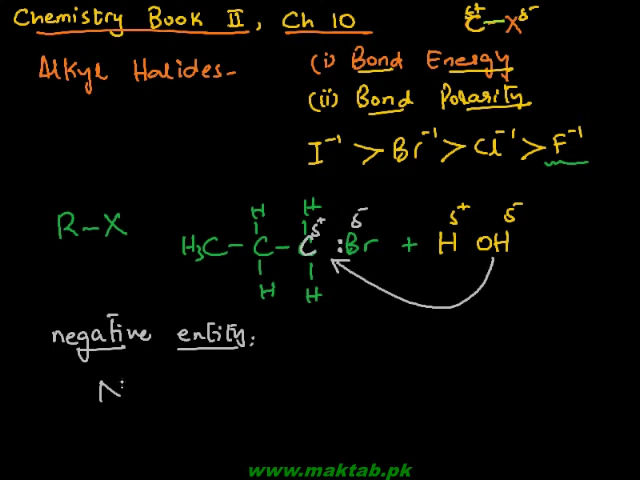 Chemistry Book II, Ch 10
δ+ δ-
C-X
Alkyl Halides-
(i) Bond Energy
(ii) Bond Polarity
I⁻¹ > Br⁻¹ > Cl⁻¹ > F⁻¹
R-X
H H
δ+ δ- δ+ δ-
H₃C-C-C:Br + H OH
H H
negative entity.
N:
www.maktab.pk